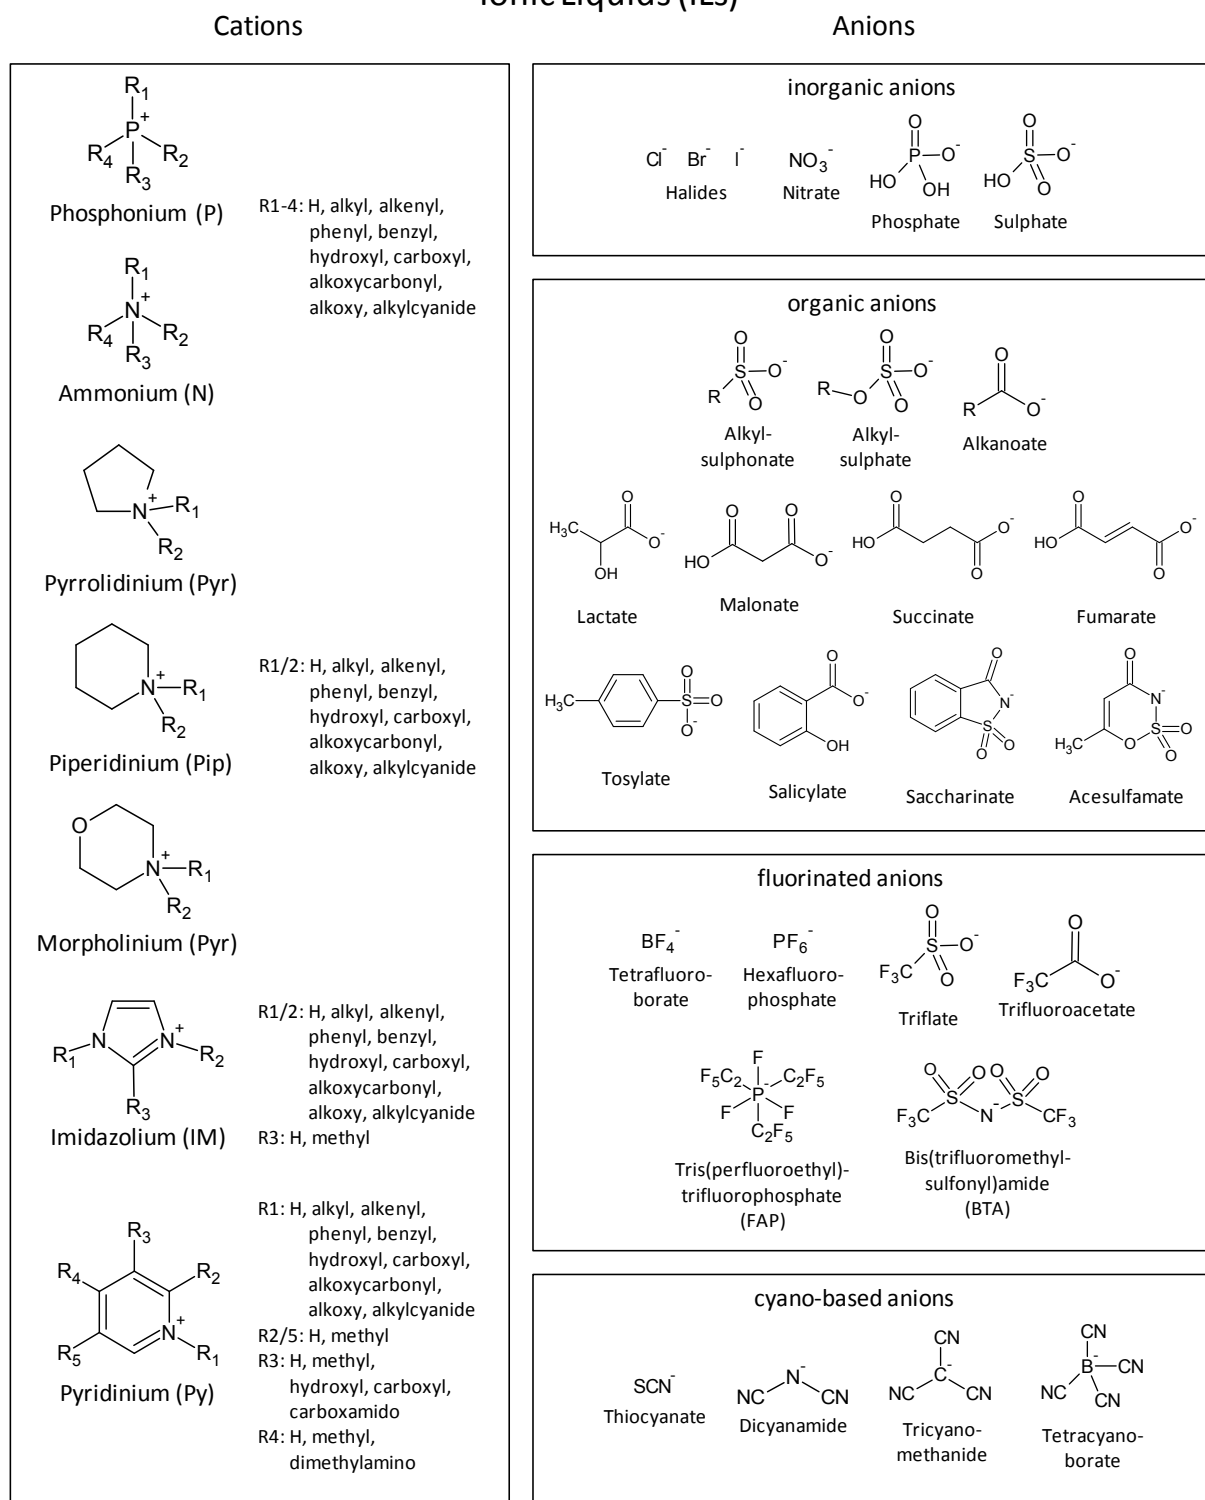 Ionic Liquids (ILs)
Cations
Anions
R1
P+
R4
R2
R3
Phosphonium (P)
R1-4: H, alkyl, alkenyl,
phenyl, benzyl,
hydroxyl, carboxyl,
alkoxycarbonyl,
alkoxy, alkylcyanide
R1
N+
R4
R2
R3
Ammonium (N)
N+
R1
R2
Pyrrolidinium (Pyr)
N+
R1
R2
Piperidinium (Pip)
R1/2: H, alkyl, alkenyl,
phenyl, benzyl,
hydroxyl, carboxyl,
alkoxycarbonyl,
alkoxy, alkylcyanide
O
N+
R1
R2
Morpholinium (Pyr)
N
N+
R1
R2
R3
Imidazolium (IM)
R1/2: H, alkyl, alkenyl,
phenyl, benzyl,
hydroxyl, carboxyl,
alkoxycarbonyl,
alkoxy, alkylcyanide
R3: H, methyl
R3
R4
R2
N+
R5
R1
Pyridinium (Py)
R1: H, alkyl, alkenyl,
phenyl, benzyl,
hydroxyl, carboxyl,
alkoxycarbonyl,
alkoxy, alkylcyanide
R2/5: H, methyl
R3: H, methyl,
hydroxyl, carboxyl,
carboxamido
R4: H, methyl,
dimethylamino
inorganic anions
Cl- Br- I-
Halides
NO3-
Nitrate
O
P O-
HO OH
Phosphate
O
S O-
HO O
Sulphate
organic anions
O
S O-
R O
Alkyl-
sulphonate
O
R O S O-
O
Alkyl-
sulphate
O
R O-
Alkanoate
O
H3C O-
OH
Lactate
O O
HO O-
Malonate
O O-
HO
O
Succinate
O O-
HO
O
Fumarate
O
H3C S O
O-
Tosylate
O
O-
OH
Salicylate
O
N-
S
O O
Saccharinate
O
N-
H3C O S O
O
Acesulfamate
fluorinated anions
BF4-
Tetrafluoro-
borate
PF6-
Hexafluoro-
phosphate
O
S O-
F3C O
Triflate
O
F3C O-
Trifluoroacetate
F
F5C2 P- C2F5
F F
C2F5
Tris(perfluoroethyl)-
trifluorophosphate
(FAP)
O O O O
S S
F3C N- CF3
Bis(trifluoromethyl-
sulfonyl)amide
(BTA)
cyano-based anions
SCN-
Thiocyanate
N-
NC CN
Dicyanamide
CN
C-
NC CN
Tricyano-
methanide
CN
B- CN
NC CN
Tetracyano-
borate